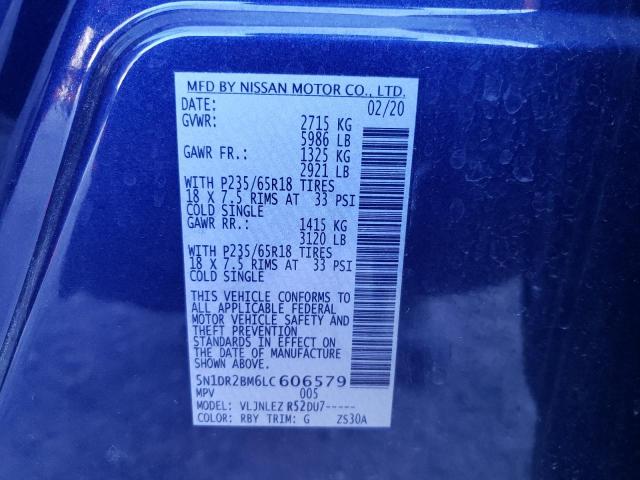 MFD BY NISSAN MOTOR CO., LTD.
DATE: 02/20
GVWR: 2715 KG
5986 LB
GAWR FR.: 1325 KG
2921 LB
WITH P235/65R18 TIRES
18 X 7.5 RIMS AT 33 PSI
COLD SINGLE
GAWR RR.: 1415 KG
3120 LB
WITH P235/65R18 TIRES
18 X 7.5 RIMS AT 33 PSI
COLD SINGLE
THIS VEHICLE CONFORMS TO
ALL APPLICABLE FEDERAL
MOTOR VEHICLE SAFETY AND
THEFT PREVENTION
STANDARDS IN EFFECT ON
THE DATE OF MANUFACTURE
SHOWN ABOVE.
5N1DR2BM6LC606579
MPV 005
MODEL: VLJNLEZ R52DU7-----
COLOR: RBY TRIM: G ZS30A